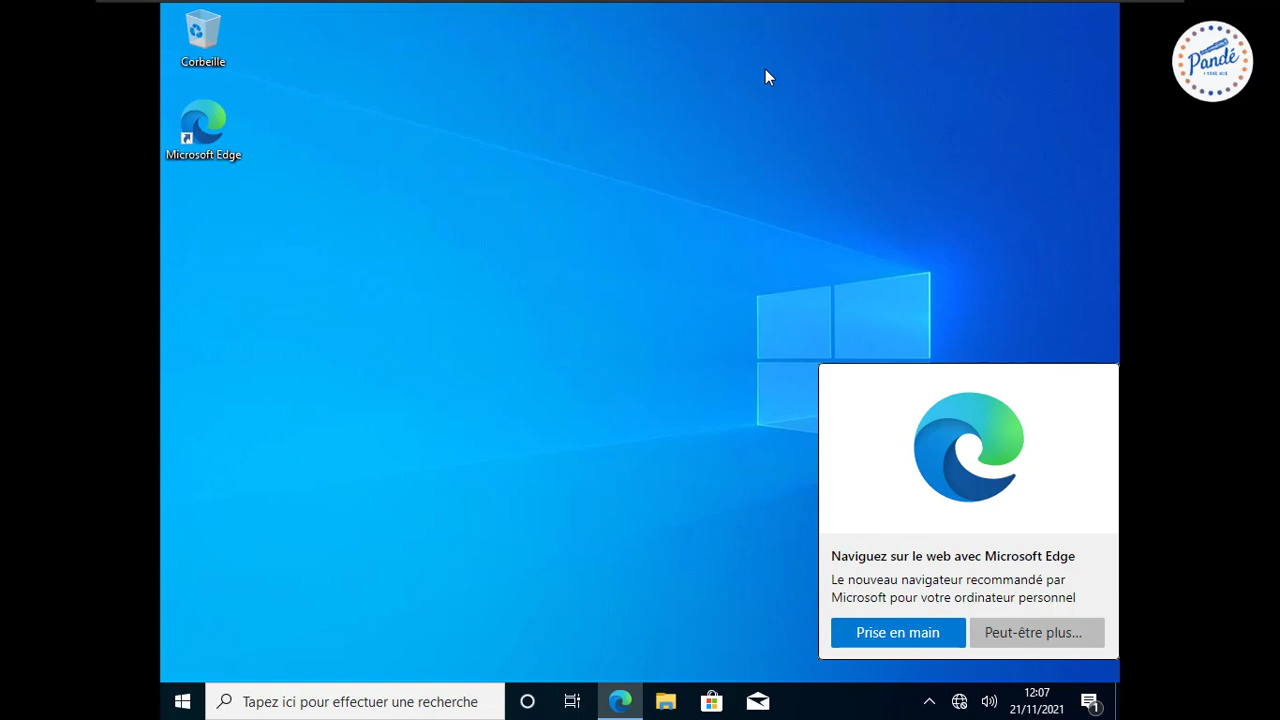 Corbeille
Pandé
Microsoft Edge
Naviguez sur le web avec Microsoft Edge
Le nouveau navigateur recommandé par
Microsoft pour votre ordinateur personnel
Prise en main
Peut-être plus...
Tapez ici pour effectuer une recherche
12:07
21/11/2021
1